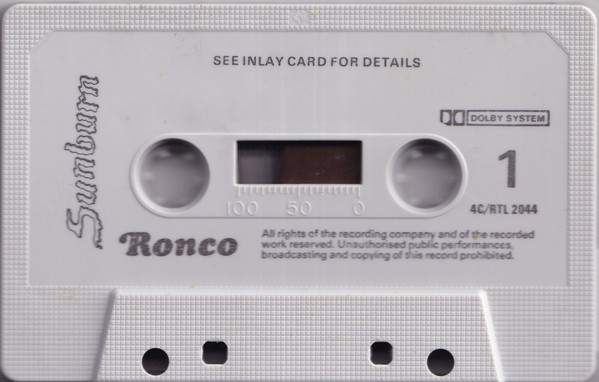 SEE INLAY CARD FOR DETAILS
Sunburn
DOLBY SYSTEM
1
100 50 0
4C/RTL 2044
Ronco
All rights of the recording company and of the recorded
work reserved. Unauthorised public performances,
broadcasting and copying of this record prohibited.